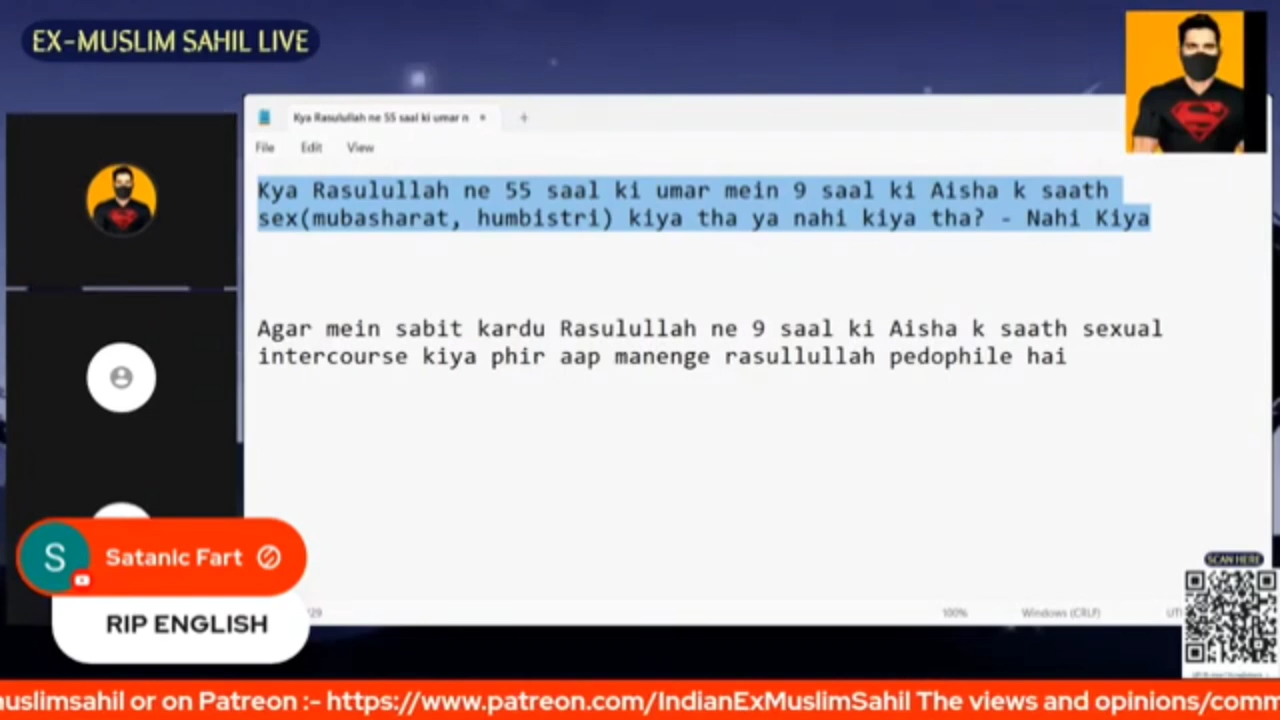 EX-MUSLIM SAHIL LIVE
Kya Rasulullah ne 55 saal ki umar n
File Edit View
Kya Rasulullah ne 55 saal ki umar mein 9 saal ki Aisha k saath
sex(mubasharat, humbistri) kiya tha ya nahi kiya tha? - Nahi Kiya
Agar mein sabit kardu Rasulullah ne 9 saal ki Aisha k saath sexual
intercourse kiya phir aap manenge rasullullah pedophile hai
S
Satanic Fart
RIP ENGLISH
SCAN HERE
100% Windows (CRLF)
muslimsahil or on Patreon :- https://www.patreon.com/IndianExMuslimSahil The views and opinions/comm